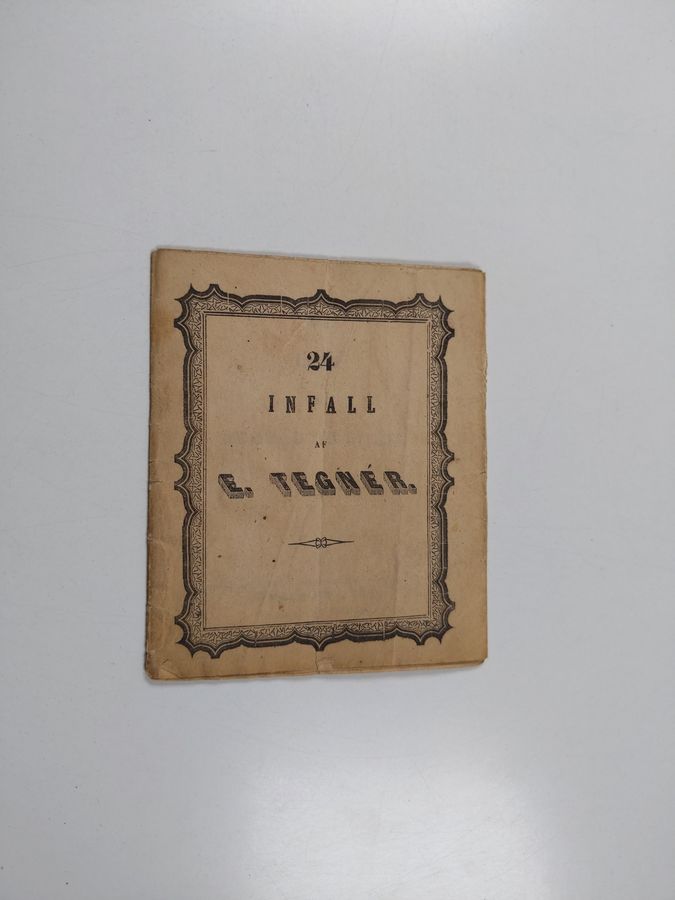 24
INFALL
AF
E. TEGNÉR.